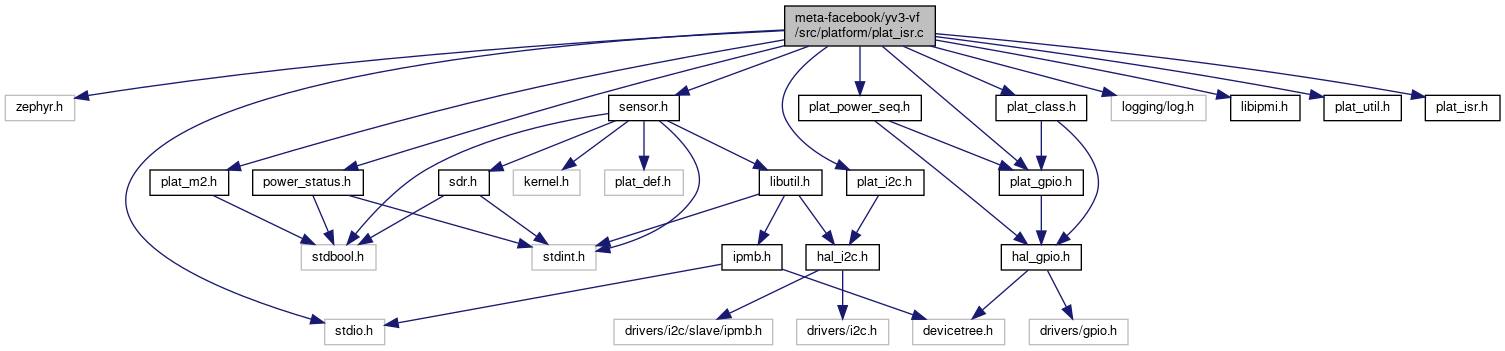 meta-facebook/yv3-vf
/src/platform/plat_isr.c
zephyr.h
sensor.h
plat_power_seq.h
plat_class.h
logging/log.h
libipmi.h
plat_util.h
plat_isr.h
plat_m2.h
power_status.h
sdr.h
kernel.h
plat_def.h
libutil.h
plat_i2c.h
plat_gpio.h
stdbool.h
stdint.h
ipmb.h
hal_i2c.h
hal_gpio.h
stdio.h
drivers/i2c/slave/ipmb.h
drivers/i2c.h
devicetree.h
drivers/gpio.h